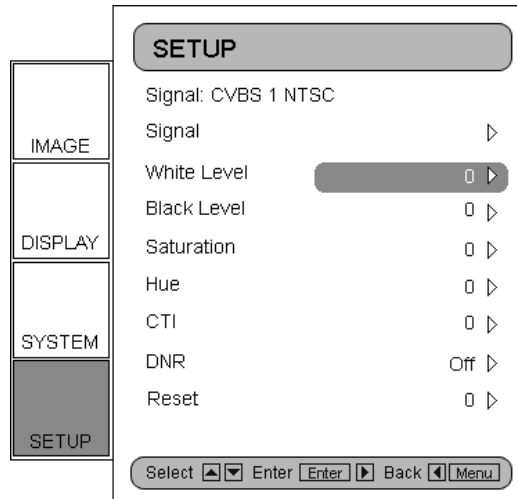 SETUP
Signal: CVBS 1 NTSC
Signal
White Level 0
Black Level 0
Saturation 0
Hue 0
CTI 0
DNR Off
Reset 0
IMAGE
DISPLAY
SYSTEM
SETUP
Select Enter Enter Back Menu